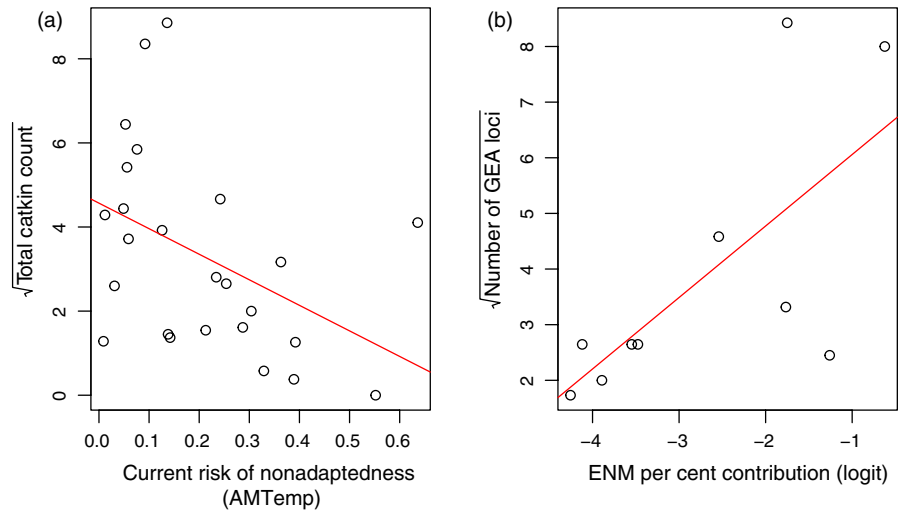 (a)
√Total catkin count
8
6
4
2
0
0.0 0.1 0.2 0.3 0.4 0.5 0.6
Current risk of nonadaptedness
(AMTemp)
(b)
√Number of GEA loci
8
7
6
5
4
3
2
−4 −3 −2 −1
ENM per cent contribution (logit)